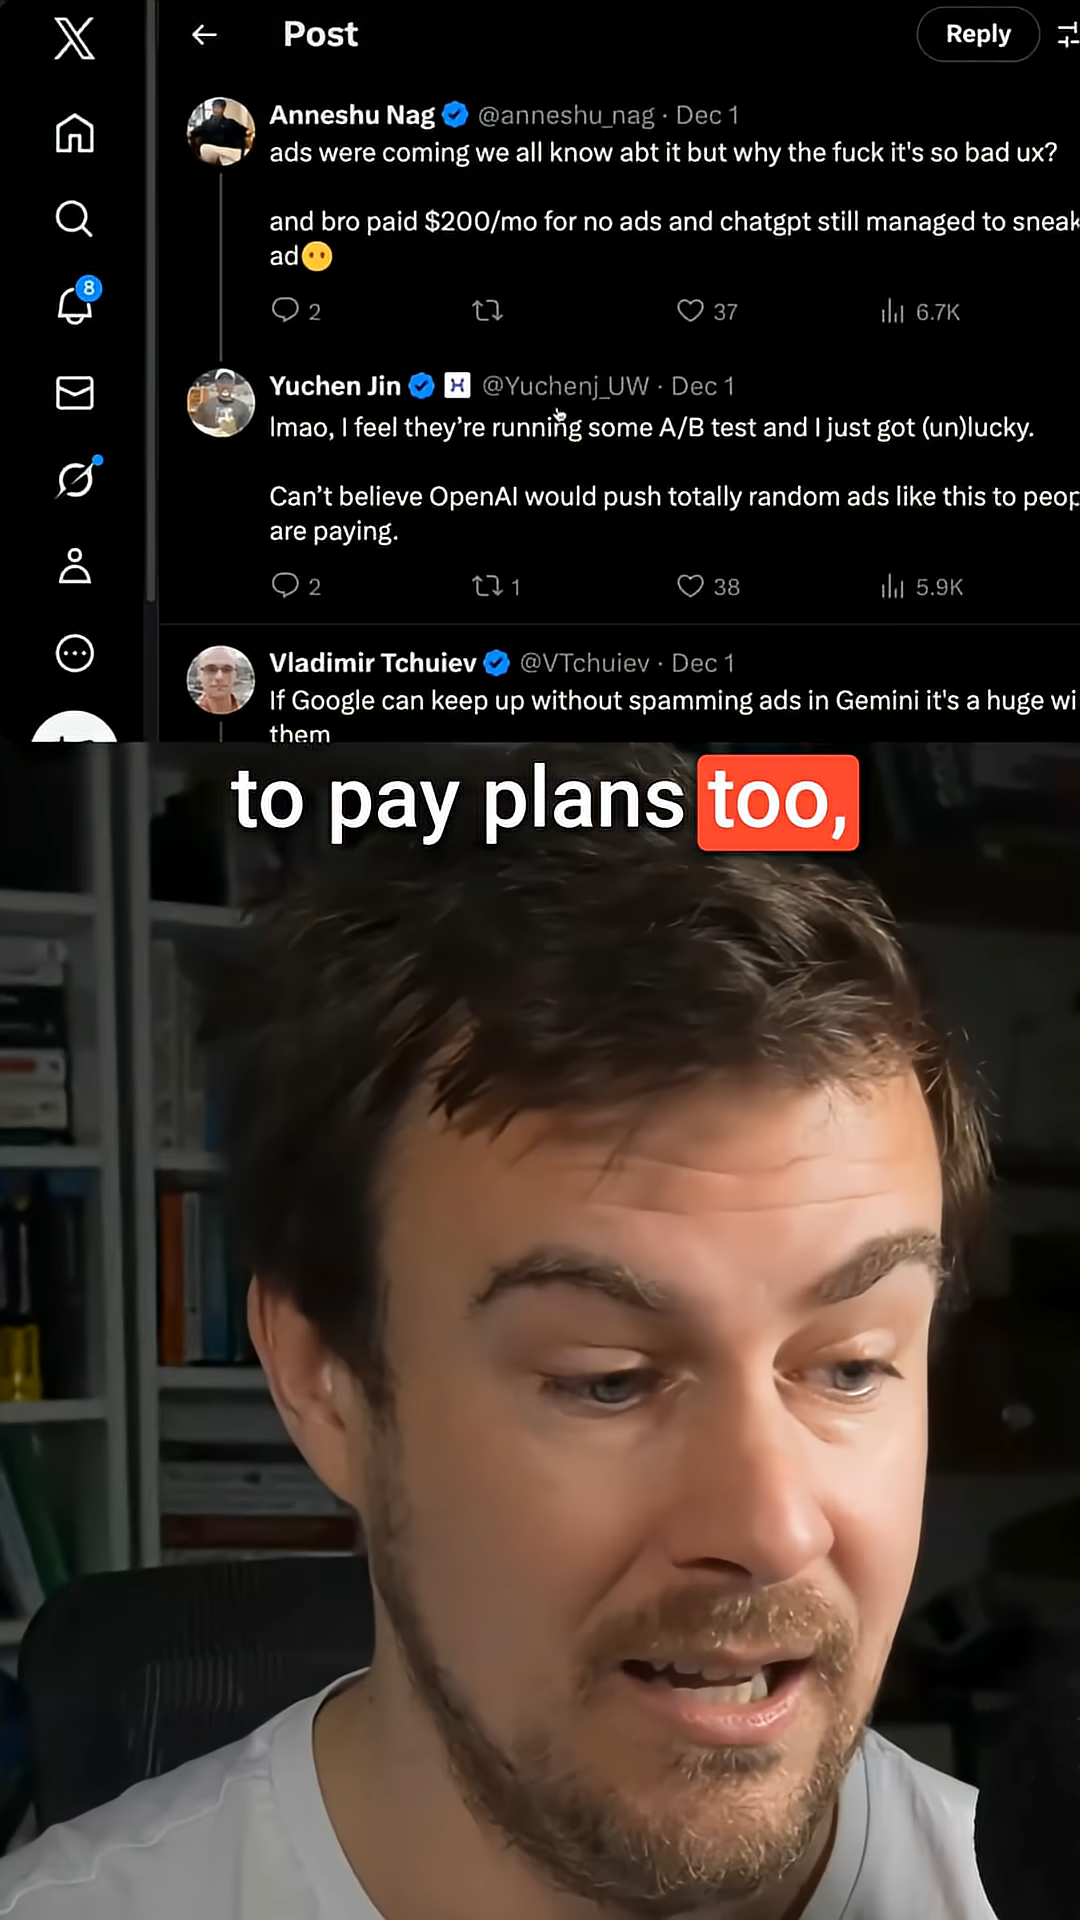 Post
Reply
Anneshu Nag @anneshu_nag · Dec 1
ads were coming we all know abt it but why the fuck it's so bad ux?
and bro paid $200/mo for no ads and chatgpt still managed to sneak
ad😶
2 37 6.7K
8
Yuchen Jin @Yuchenj_UW · Dec 1
lmao, I feel they're running some A/B test and I just got (un)lucky.
Can't believe OpenAI would push totally random ads like this to
are paying.
2 1 38 5.9K
Vladimir Tchuiev @VTchuiev · Dec 1
If Google can keep up without spamming ads in Gemini it's a huge
them
to pay plans too,